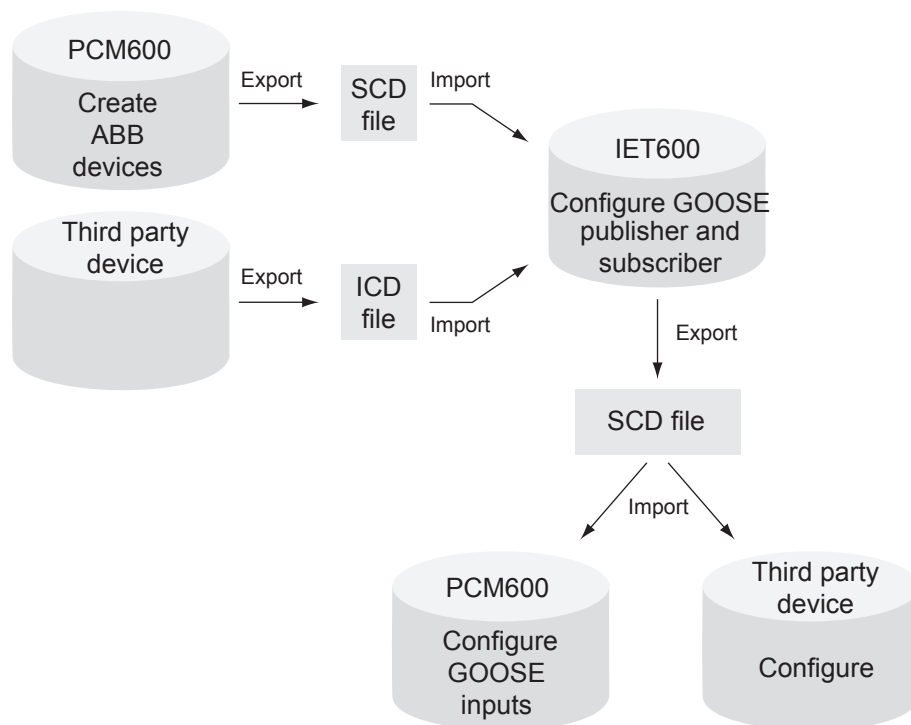 PCM600
Create
ABB
devices
Export
SCD
file
Import
Third party
device
Export
ICD
file
Import
IET600
Configure GOOSE
publisher and
subscriber
Export
SCD file
Import
PCM600
Configure
GOOSE
inputs
Third party
device
Configure